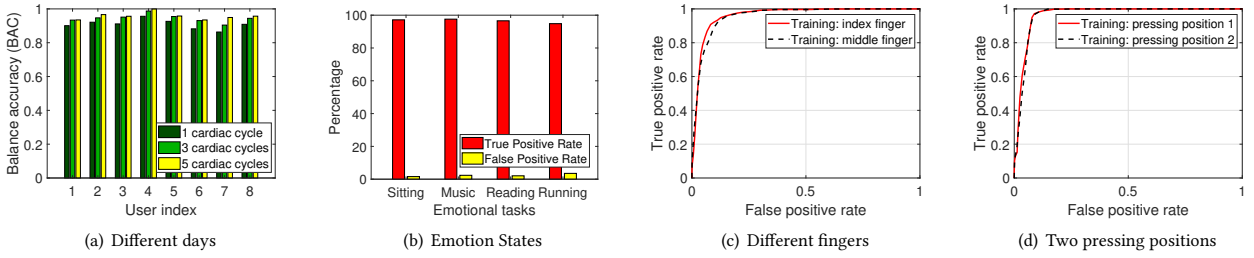 Balance accuracy (BAC)
1
0.8
0.6
0.4
0.2
0
1 cardiac cycle
3 cardiac cycles
5 cardiac cycles
1 2 3 4 5 6 7 8
User index
(a) Different days
Percentage
100
80
60
40
20
0
True Positive Rate
False Positive Rate
Sitting Music Reading Running
Emotional tasks
(b) Emotion States
True positive rate
1
0.8
0.6
0.4
0.2
0
Training: index finger
Training: middle finger
0 0.5 1
False positive rate
(c) Different fingers
True positive rate
1
0.8
0.6
0.4
0.2
0
Training: pressing position 1
Training: pressing position 2
0 0.5 1
False positive rate
(d) Two pressing positions